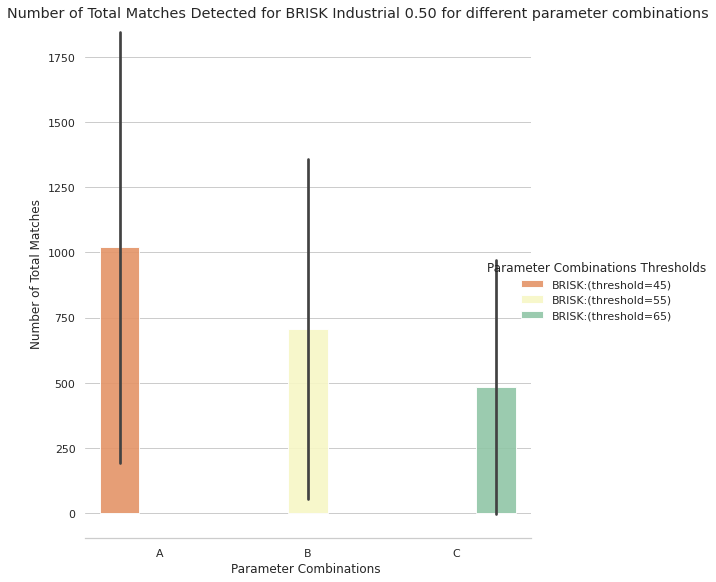 Number of Total Matches Detected for BRISK Industrial 0.50 for different parameter combinations
1750
1500
1250
1000
750
500
250
0
Number of Total Matches
A
B
C
Parameter Combinations
Parameter Combinations Thresholds
BRISK:(threshold=45)
BRISK:(threshold=55)
BRISK:(threshold=65)